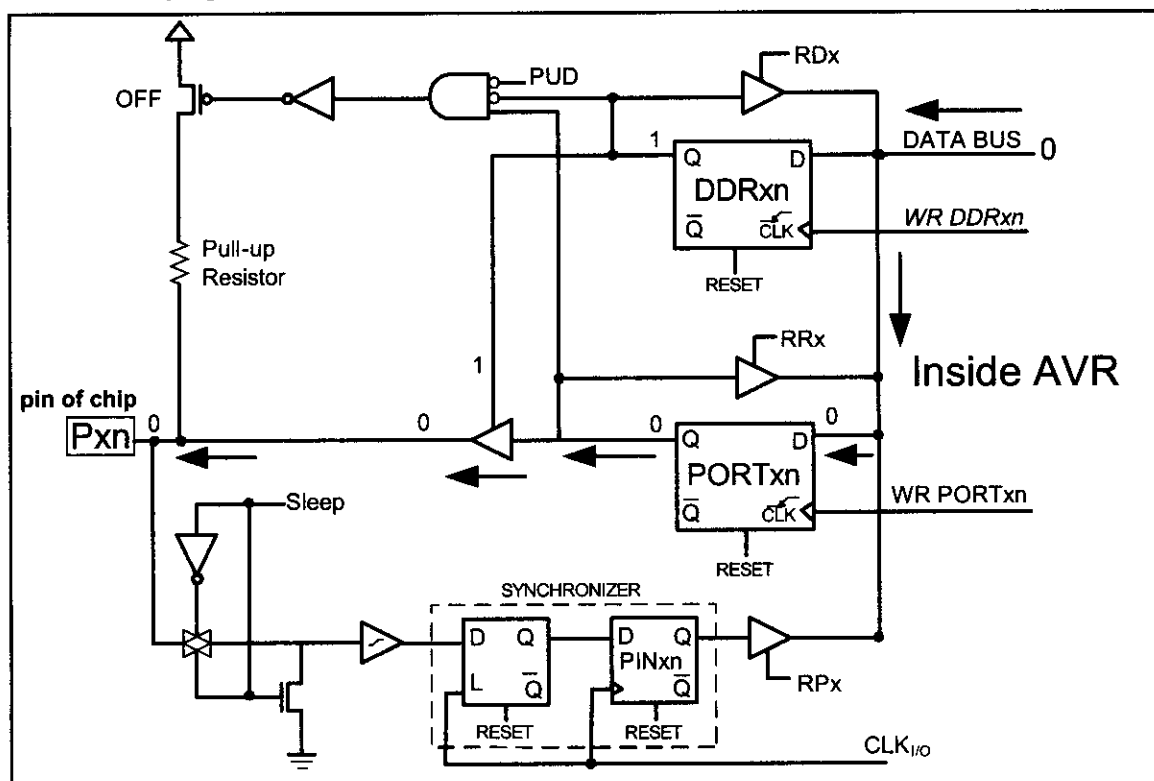 RDx
PUD
OFF
DATA BUS 0
1
Q D
DDRxn
WR DDRxn
Q̅ CLK
Pull-up
Resistor
RESET
RRx
1
Inside AVR
pin of chip
0 0 0 0
Pxn
Q D
PORTxn
Sleep
WR PORTxn
Q̅ CLK
RESET
SYNCHRONIZER
D Q D Q
PINxn
L Q̅ Q̅
RPx
RESET RESET
CLK I/O